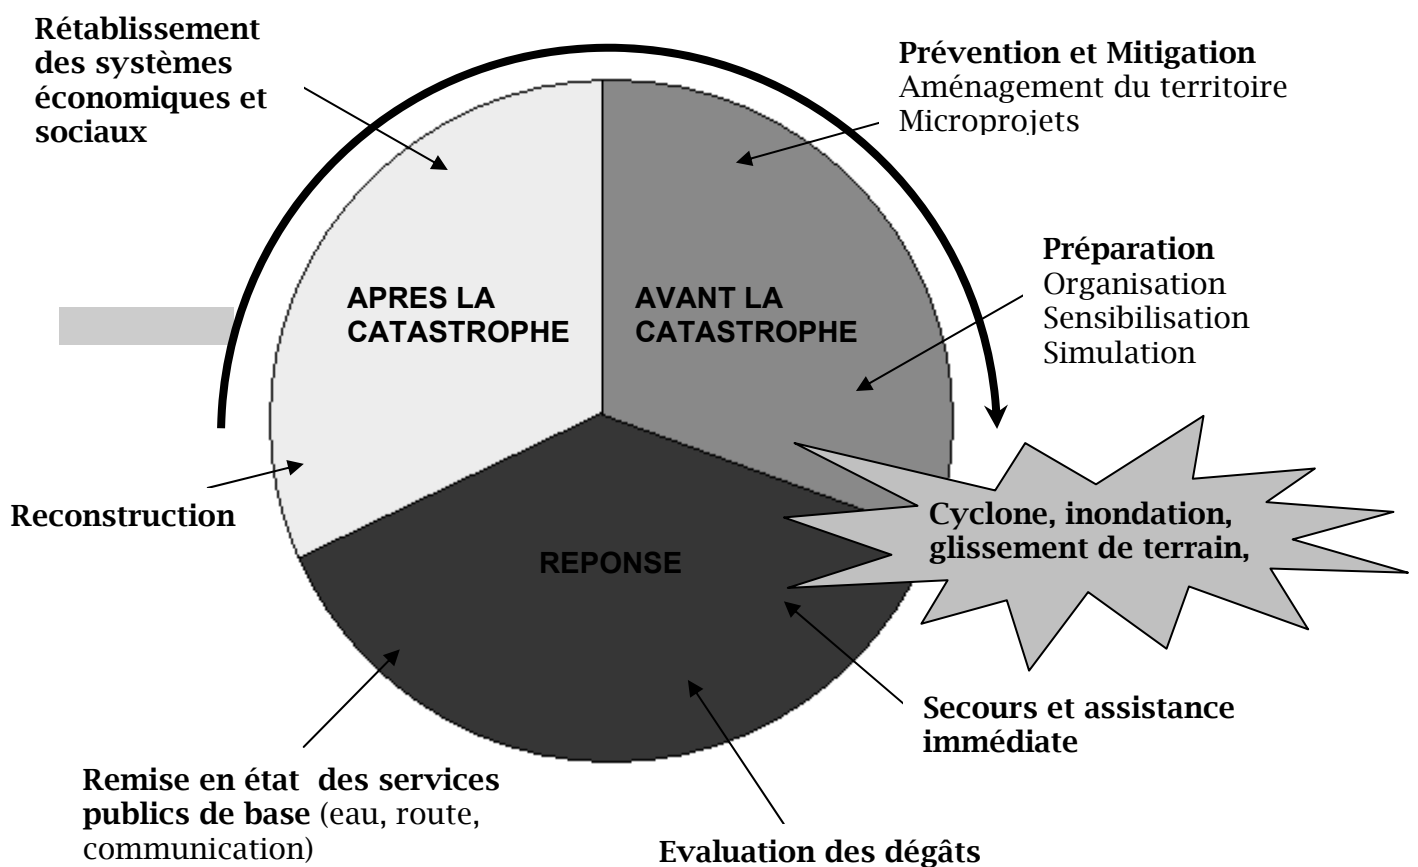 Rétablissement
des systèmes
économiques et
sociaux
Prévention et Mitigation
Aménagement du territoire
Microprojets
Préparation
Organisation
Sensibilisation
Simulation
APRES LA
CATASTROPHE
AVANT LA
CATASTROPHE
Reconstruction
Cyclone, inondation,
glissement de terrain,
REPONSE
Secours et assistance
immédiate
Remise en état  des services
publics de base (eau, route,
communication)
Evaluation des dégâts